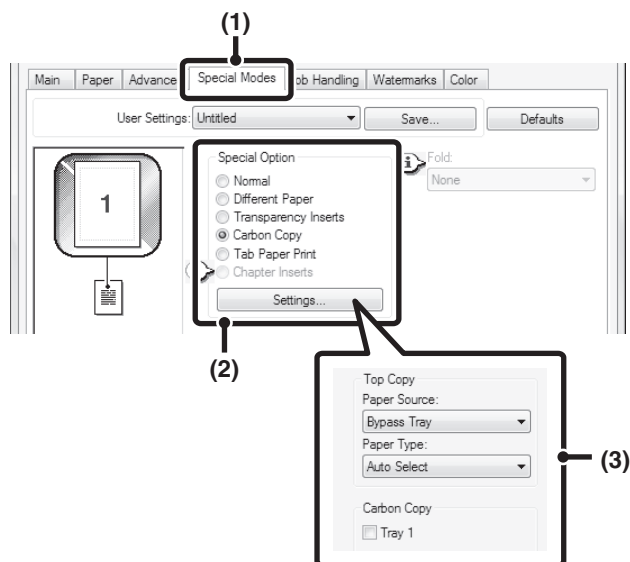 (1)
Main Paper Advance Special Modes ob Handling Watermarks Color
User Settings: Untitled Save... Defaults
Special Option
Normal
Different Paper
Transparency Inserts
Carbon Copy
Tab Paper Print
Chapter Inserts
Settings...
Fold:
None
1
(2)
Top Copy
Paper Source:
Bypass Tray
Paper Type:
Auto Select
Carbon Copy
Tray 1
(3)